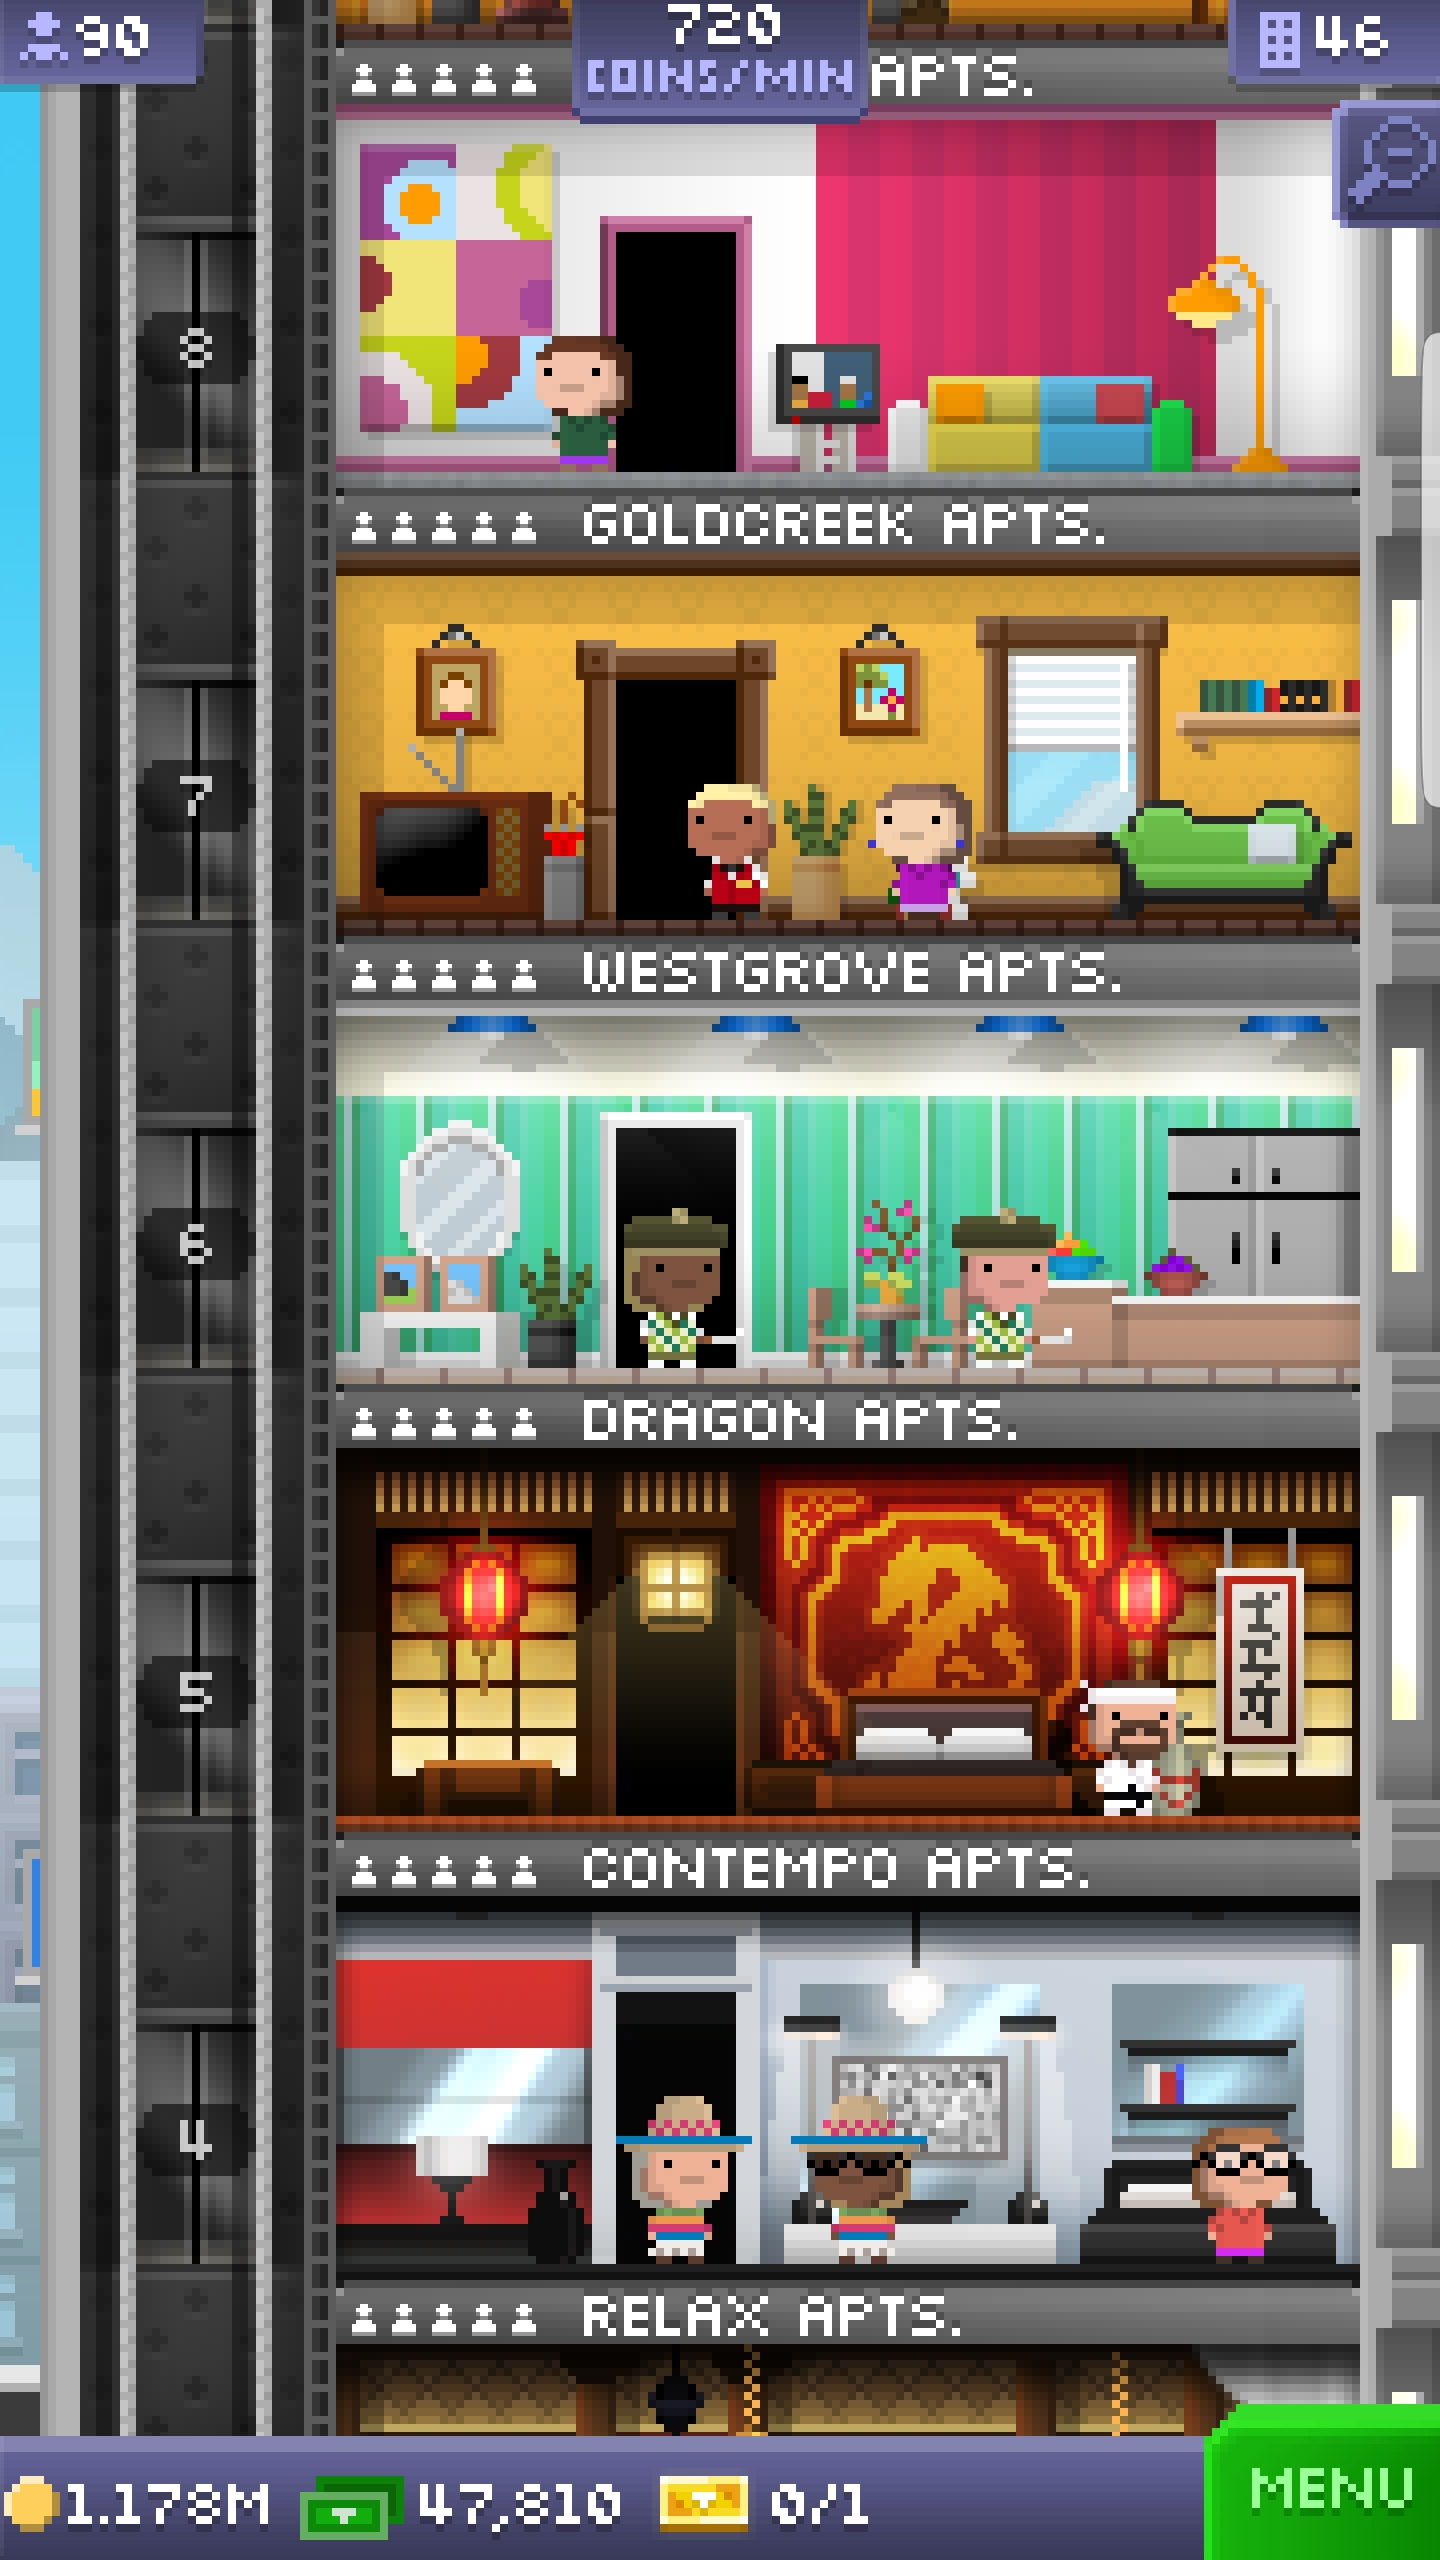 90
720
COINS/MIN
46
APTS.
8
GOLDCREEK APTS.
7
WESTGROVE APTS.
6
DRAGON APTS.
5
CONTEMPO APTS.
4
RELAX APTS.
1.178M
47,810
0/1
MENU